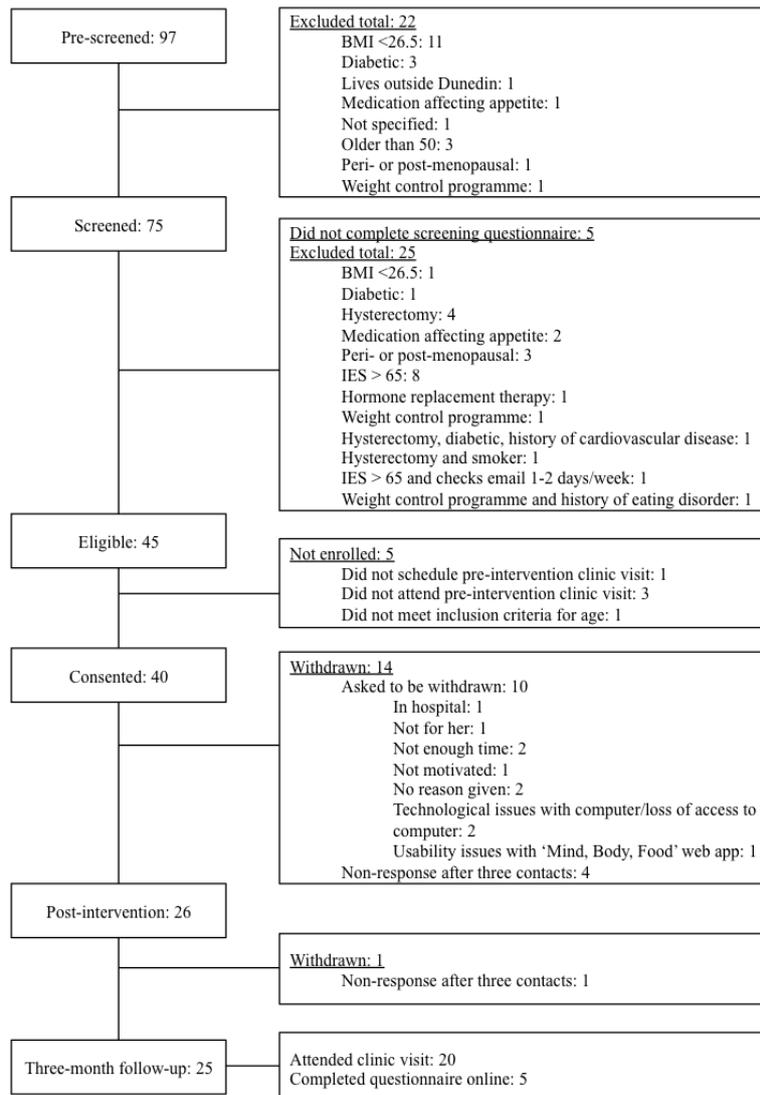 Pre-screened: 97
Excluded total: 22
BMI <26.5: 11
Diabetic: 3
Lives outside Dunedin: 1
Medication affecting appetite: 1
Not specified: 1
Older than 50: 3
Peri- or post-menopausal: 1
Weight control programme: 1
Screened: 75
Did not complete screening questionnaire: 5
Excluded total: 25
BMI <26.5: 1
Diabetic: 1
Hysterectomy: 4
Medication affecting appetite: 2
Peri- or post-menopausal: 3
IES > 65: 8
Hormone replacement therapy: 1
Weight control programme: 1
Hysterectomy, diabetic, history of cardiovascular disease: 1
Hysterectomy and smoker: 1
IES > 65 and checks email 1-2 days/week: 1
Weight control programme and history of eating disorder: 1
Eligible: 45
Not enrolled: 5
Did not schedule pre-intervention clinic visit: 1
Did not attend pre-intervention clinic visit: 3
Did not meet inclusion criteria for age: 1
Consented: 40
Withdrawn: 14
Asked to be withdrawn: 10
In hospital: 1
Not for her: 1
Not enough time: 2
Not motivated: 1
No reason given: 2
Technological issues with computer/loss of access to
computer: 2
Usability issues with ‘Mind, Body, Food’ web app: 1
Non-response after three contacts: 4
Post-intervention: 26
Withdrawn: 1
Non-response after three contacts: 1
Three-month follow-up: 25
Attended clinic visit: 20
Completed questionnaire online: 5